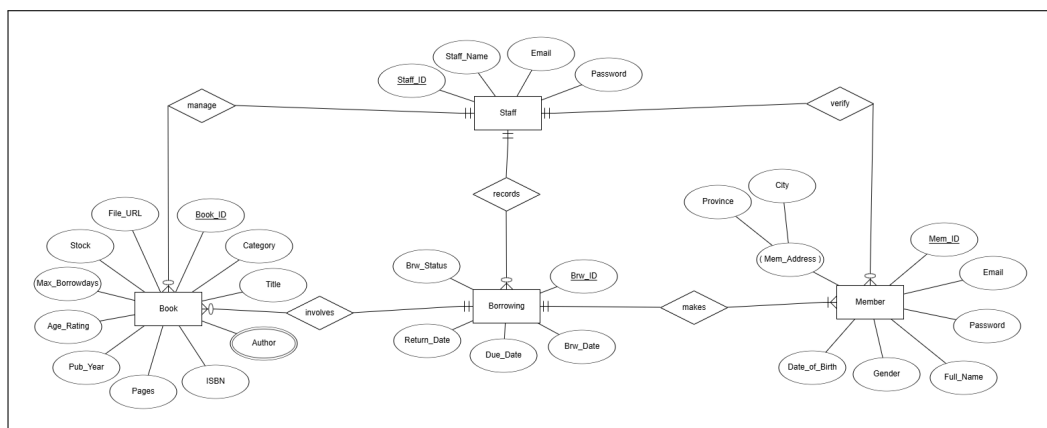 Email
Staff_Name
Password
Staff_ID
manage
verify
Staff
City
records
Province
File_URL
Book_ID
Mem_ID
Stock
Category
Brw_Status
( Mem_Address )
Brw_ID
Email
Max_Borrowdays
Title
Book
involves
Borrowing
makes
Member
Age_Rating
Author
Return_Date
Due_Date
Brw_Date
Password
Pub_Year
Pages
ISBN
Date_of_Birth
Gender
Full_Name